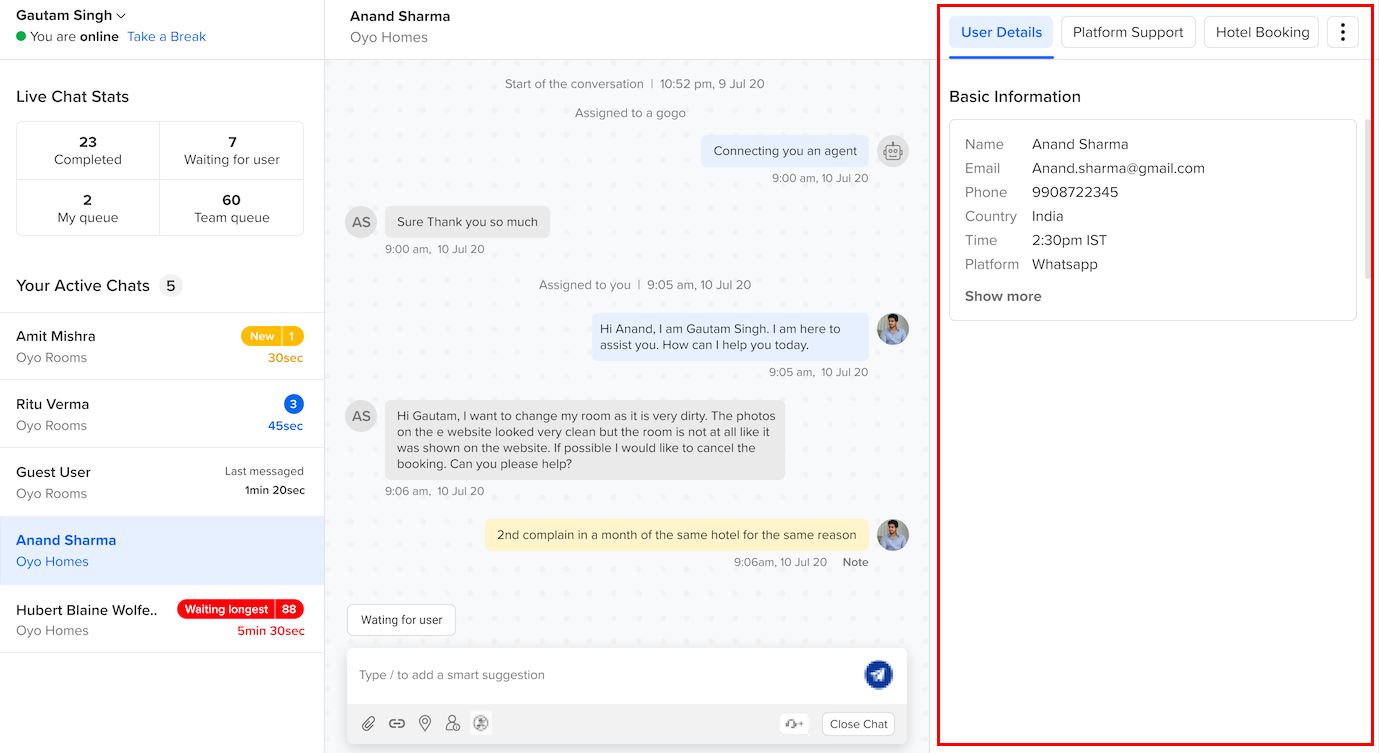 Gautam Singh
You are online Take a Break
Live Chat Stats
23
Completed
7
Waiting for user
2
My queue
60
Team queue
Your Active Chats 5
Amit Mishra
New 1
Oyo Rooms
30sec
Ritu Verma
3
Oyo Rooms
45sec
Guest User
Last messaged
Oyo Rooms
1min 20sec
Anand Sharma
Oyo Homes
Hubert Blaine Wolfe..
Waiting longest 88
Oyo Homes
5min 30sec
Anand Sharma
Oyo Homes
Start of the conversation | 10:52 pm, 9 Jul 20
Assigned to a gogo
Connecting you an agent
9:00 am, 10 Jul 20
AS
Sure Thank you so much
9:00 am, 10 Jul 20
Assigned to you | 9:05 am, 10 Jul 20
Hi Anand, I am Gautam Singh. I am here to
assist you. How can I help you today.
9:05 am, 10 Jul 20
AS
Hi Gautam, I want to change my room as it is very dirty. The photos
on the e website looked very clean but the room is not at all like it
was shown on the website. If possible I would like to cancel the
booking. Can you please help?
9:06 am, 10 Jul 20
2nd complain in a month of the same hotel for the same reason
9:06am, 10 Jul 20 Note
Wating for user
Type / to add a smart suggestion
Close Chat
User Details
Platform Support
Hotel Booking
Basic Information
Name Anand Sharma
Email Anand.sharma@gmail.com
Phone 9908722345
Country India
Time 2:30pm IST
Platform Whatsapp
Show more